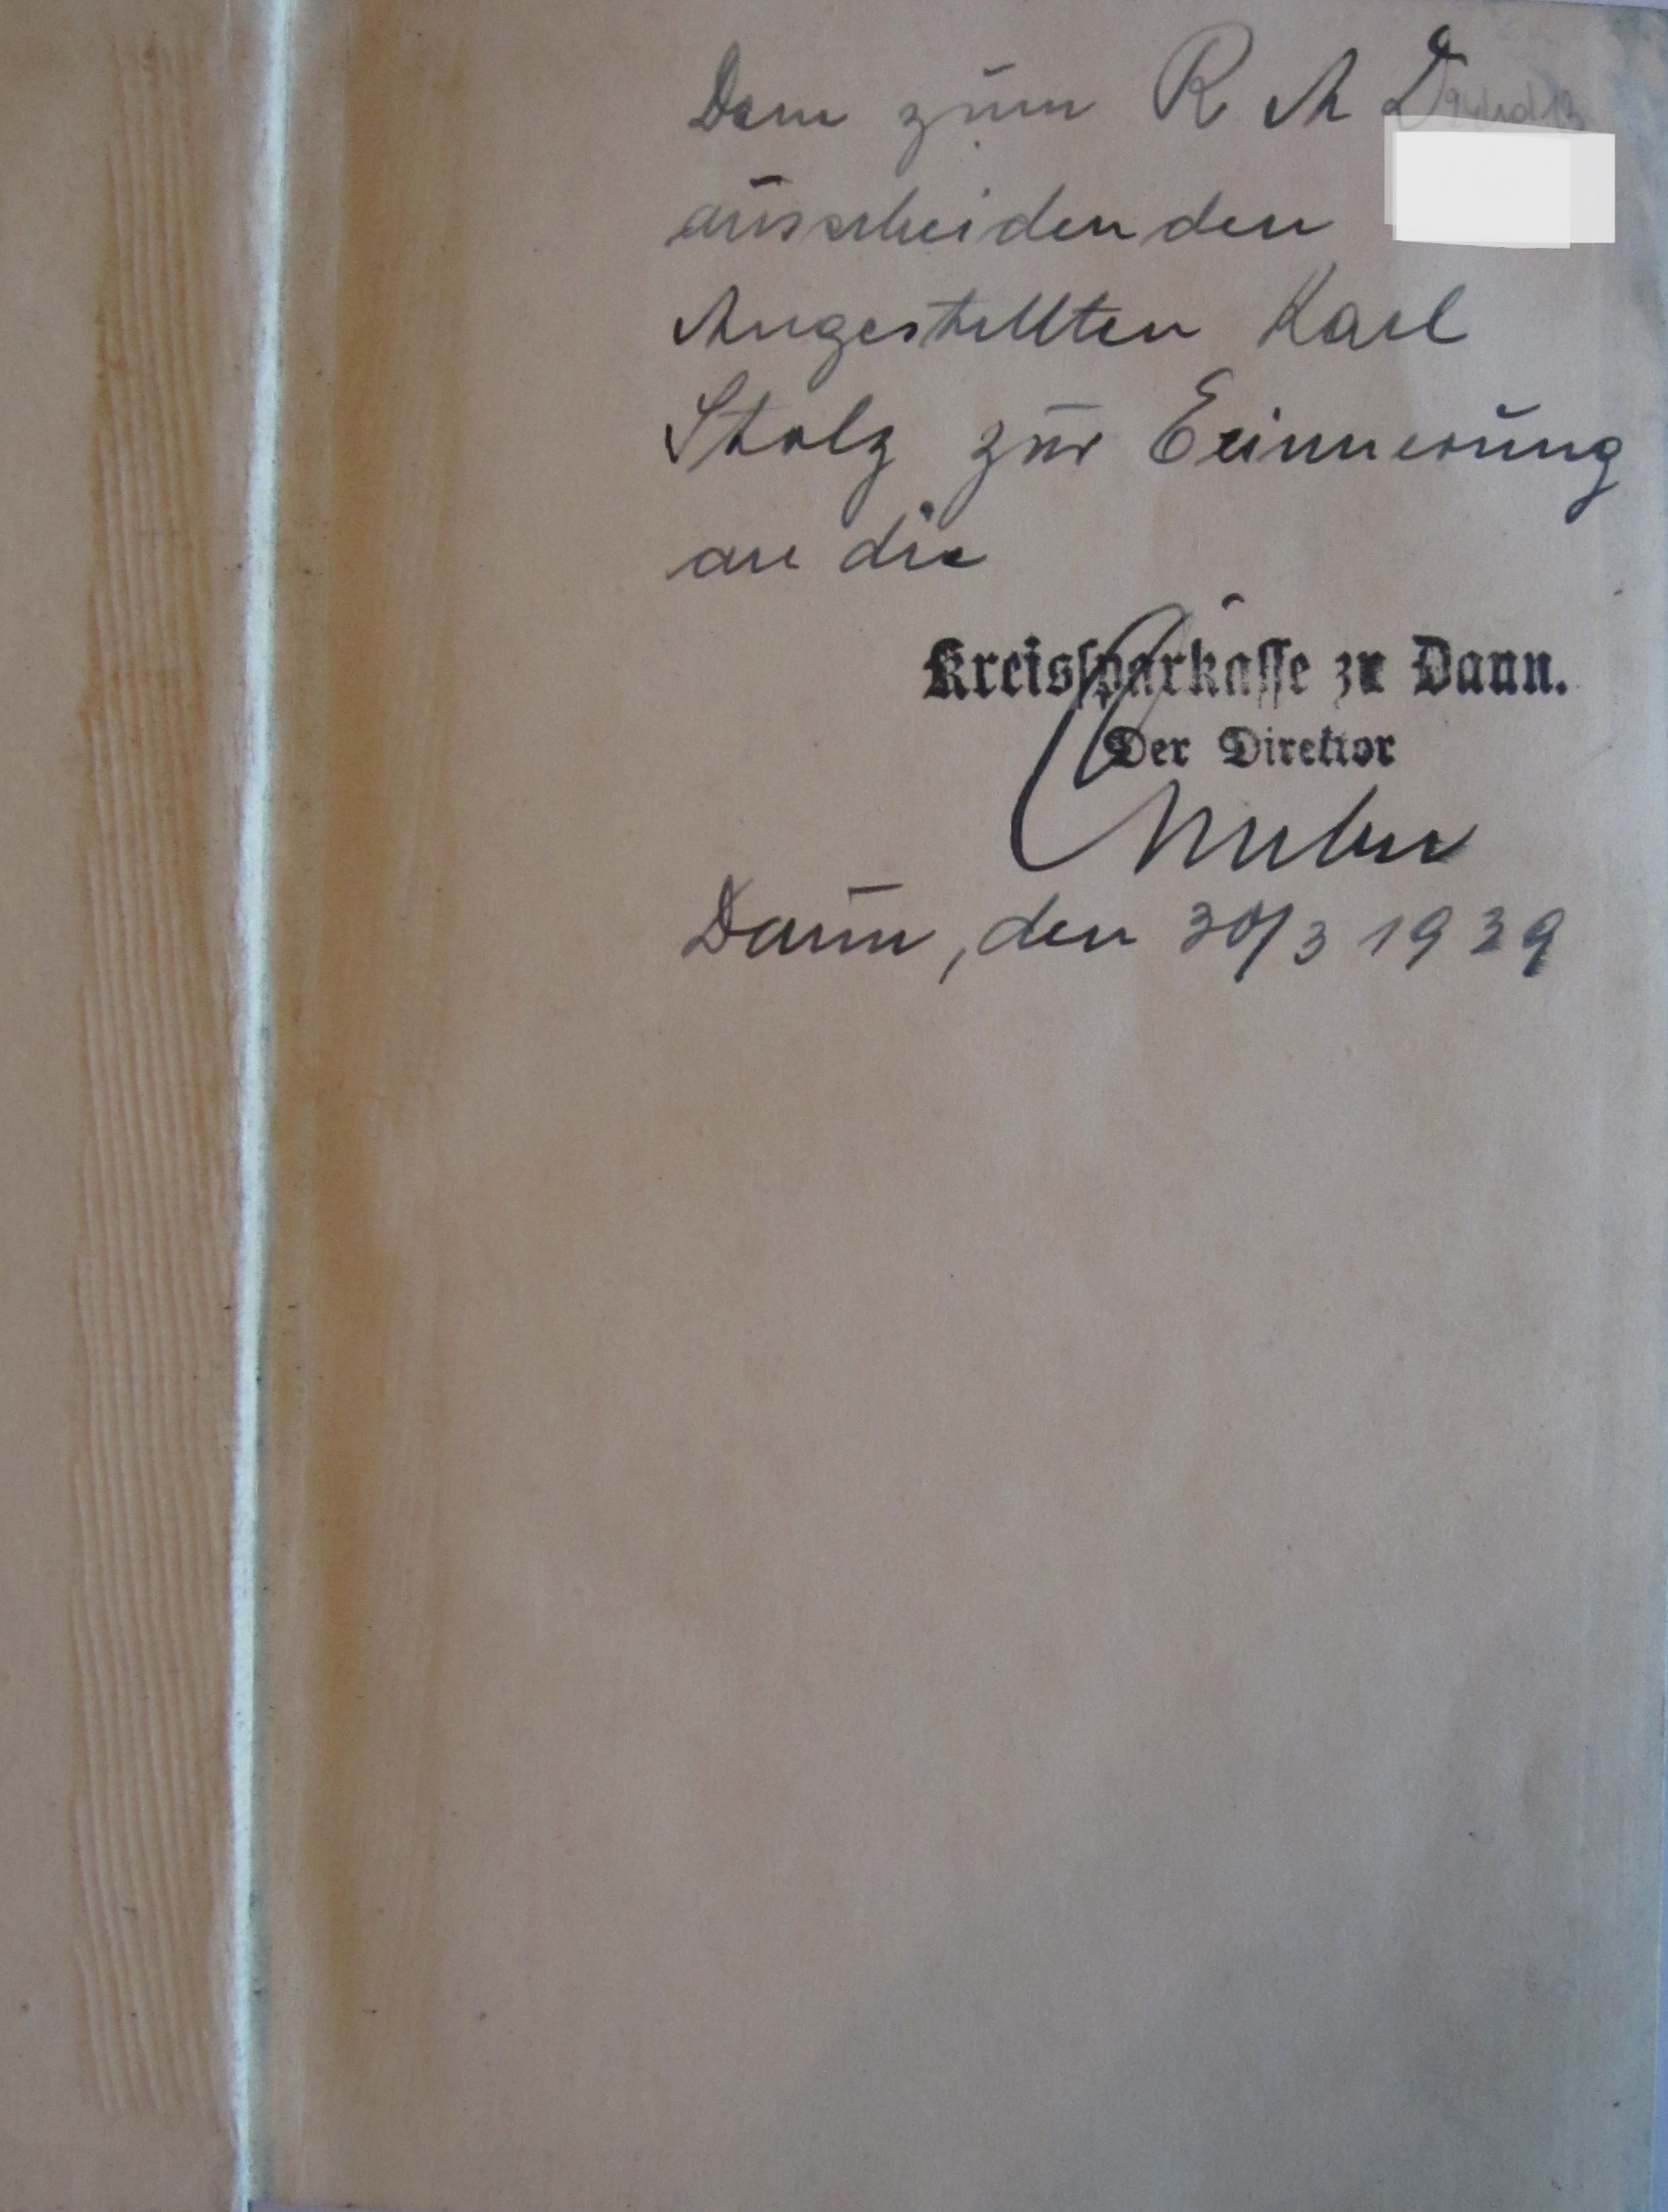 Dem zum R A D
ausscheidenden
Angestellten Karl
Stolz zur Erinnerung
an die
Kreissparkasse zu Daun.
Der Direktor
Daun, den 30/3 1939